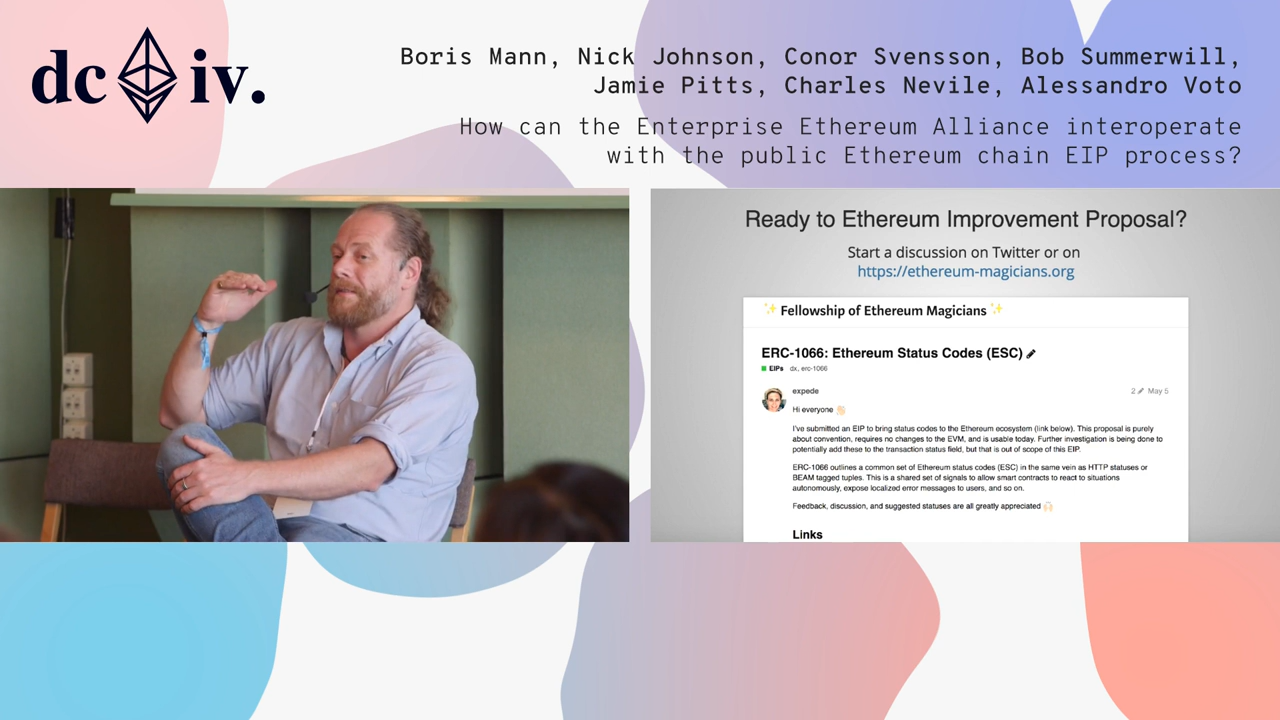 dc iv.
Boris Mann, Nick Johnson, Conor Svensson, Bob Summerwill,
Jamie Pitts, Charles Nevile, Alessandro Voto
How can the Enterprise Ethereum Alliance interoperate
with the public Ethereum chain EIP process?
Ready to Ethereum Improvement Proposal?
Start a discussion on Twitter or on
https://ethereum-magicians.org
✨ Fellowship of Ethereum Magicians ✨
ERC-1066: Ethereum Status Codes (ESC)
EIPs dx, erc-1066
expede 2 May 5
Hi everyone 👋🏻
I've submitted an EIP to bring status codes to the Ethereum ecosystem (link below). This proposal is purely
about convention, requires no changes to the EVM, and is usable today. Further investigation is being done to
potentially add these to the transaction status field, but that is out of scope of this EIP.
ERC-1066 outlines a common set of Ethereum status codes (ESC) in the same vein as HTTP statuses or
BEAM tagged tuples. This is a shared set of signals to allow smart contracts to react to situations
autonomously, expose localized error messages to users, and so on.
Feedback, discussion, and suggested statuses are all greatly appreciated 🙌🏻
Links